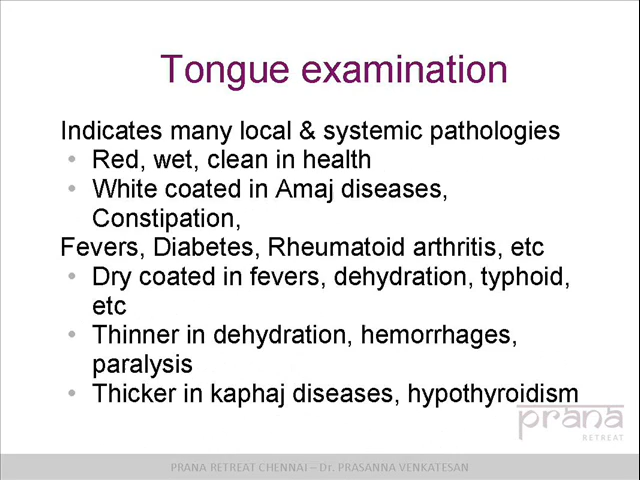 Tongue examination
Indicates many local & systemic pathologies
• Red, wet, clean in health
• White coated in Amaj diseases,
Constipation,
Fevers, Diabetes, Rheumatoid arthritis, etc
• Dry coated in fevers, dehydration, typhoid,
etc
• Thinner in dehydration, hemorrhages,
paralysis
• Thicker in kaphaj diseases, hypothyroidism
prana
RETREAT
PRANA RETREAT CHENNAI – Dr. PRASANNA VENKATESAN